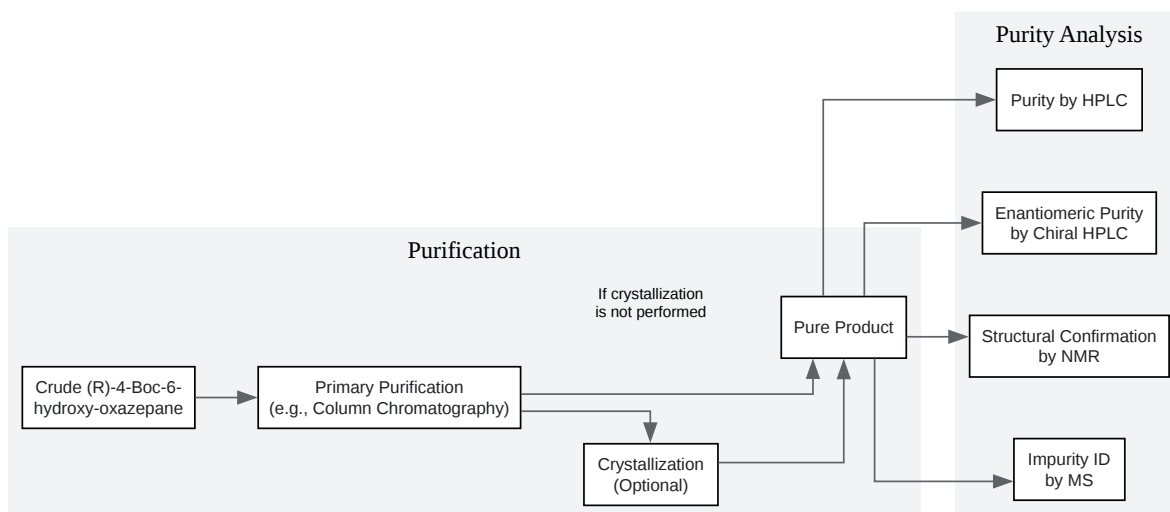 Purity Analysis
Purity by HPLC
Enantiomeric Purity
by Chiral HPLC
Purification
If crystallization
is not performed
Pure Product
Structural Confirmation
by NMR
Crude (R)-4-Boc-6-
hydroxy-oxazepane
Primary Purification
(e.g., Column Chromatography)
Crystallization
(Optional)
Impurity ID
by MS